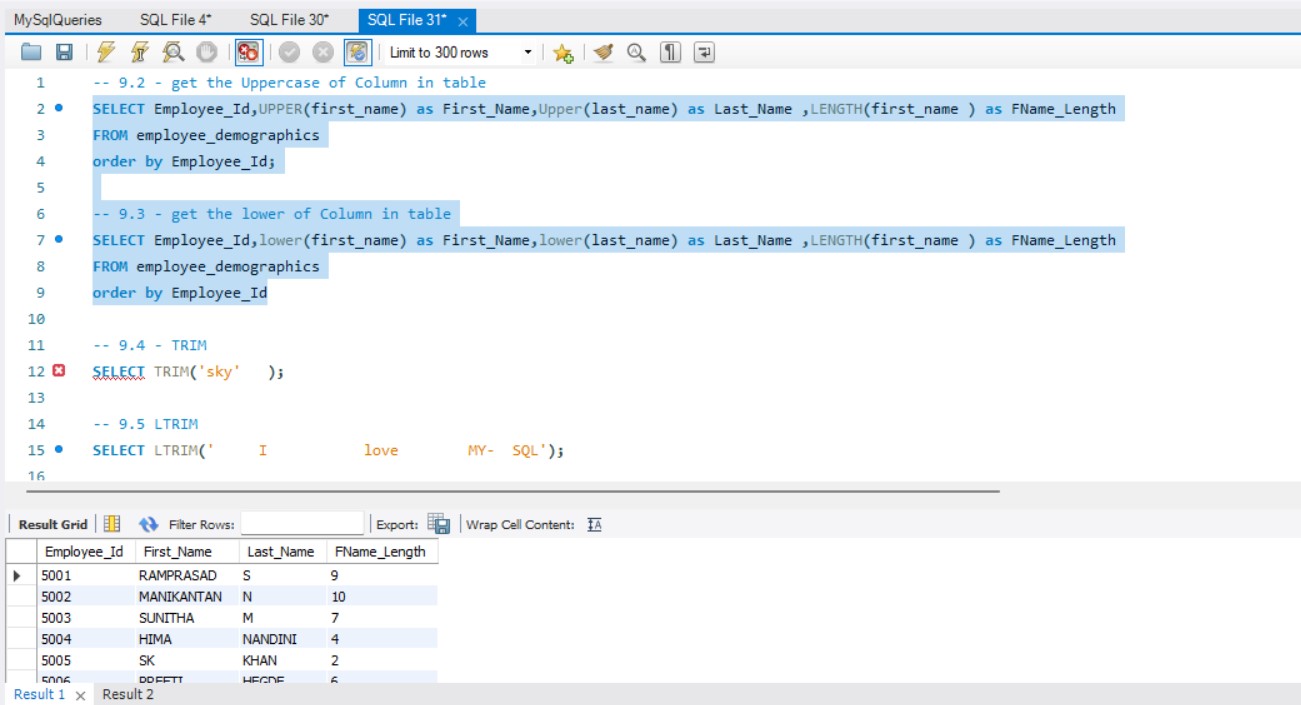 MySqlQueries SQL File 4* SQL File 30* SQL File 31* ×
Limit to 300 rows
1 -- 9.2 - get the Uppercase of Column in table
2 SELECT Employee_Id,UPPER(first_name) as First_Name,Upper(last_name) as Last_Name ,LENGTH(first_name ) as FName_Length
3 FROM employee_demographics
4 order by Employee_Id;
5
6 -- 9.3 - get the lower of Column in table
7 SELECT Employee_Id,lower(first_name) as First_Name,lower(last_name) as Last_Name ,LENGTH(first_name ) as FName_Length
8 FROM employee_demographics
9 order by Employee_Id
10
11 -- 9.4 - TRIM
12 SELECT TRIM('sky'   );
13
14 -- 9.5 LTRIM
15 SELECT LTRIM('     I           love        MY-  SQL');
16
Result Grid Filter Rows: Export: Wrap Cell Content: IA
Employee_Id First_Name Last_Name FName_Length
5001 RAMPRASAD S 9
5002 MANIKANTAN N 10
5003 SUNITHA M 7
5004 HIMA NANDINI 4
5005 SK KHAN 2
5006 PREETI HEGDE 6
Result 1 × Result 2